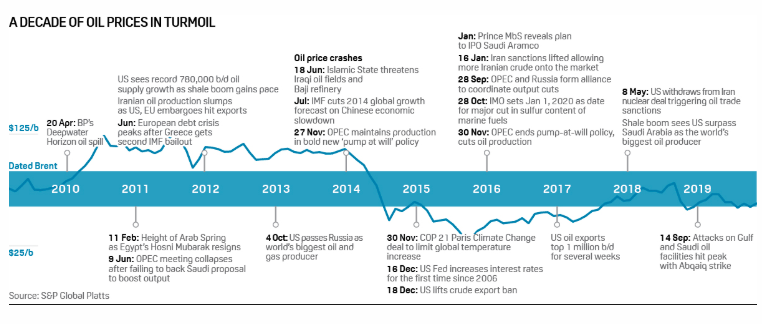 A DECADE OF OIL PRICES IN TURMOIL
US sees record 780,000 b/d oil
supply growth as shale boom gains pace
Iranian oil production slumps
as US, EU embargoes hit exports
20 Apr: BP's
Deepwater
Horizon oil spill
Jun: European debt crisis
peaks after Greece gets
second IMF bailout
Oil price crashes
18 Jun: Islamic State threatens
Iraqi oil fields and
Baji refinery
Jul: IMF cuts 2014 global growth
forecast on Chinese economic
slowdown
27 Nov: OPEC maintains production
in bold new 'pump at will' policy
Jan: Prince MbS reveals plan
to IPO Saudi Aramco
16 Jan: Iran sanctions lifted allowing
more Iranian crude onto the market
28 Sep: OPEC and Russia form alliance
to coordinate output cuts
28 Oct: IMO sets Jan 1, 2020 as date
for major cut in sulfur content of
marine fuels
30 Nov: OPEC ends pump-at-will policy,
cuts oil production
8 May: US withdraws from Iran
nuclear deal triggering oil trade
sanctions
Shale boom sees US surpass
Saudi Arabia as the world's
biggest oil producer
$125/b
Dated Brent
2010 2011 2012 2013 2014 2015 2016 2017 2018 2019
$25/b
11 Feb: Height of Arab Spring
as Egypt's Hosni Mubarak resigns
9 Jun: OPEC meeting collapses
after failing to back Saudi proposal
to boost output
4 Oct: US passes Russia as
world's biggest oil and
gas producer
30 Nov: COP 21 Paris Climate Change
deal to limit global temperature
increase
16 Dec: US Fed increases interest rates
for the first time since 2006
18 Dec: US lifts crude export ban
US oil exports
top 1 million b/d
for several weeks
14 Sep: Attacks on Gulf
and Saudi oil
facilities hit peak
with Abqaiq strike
Source: S&P Global Platts